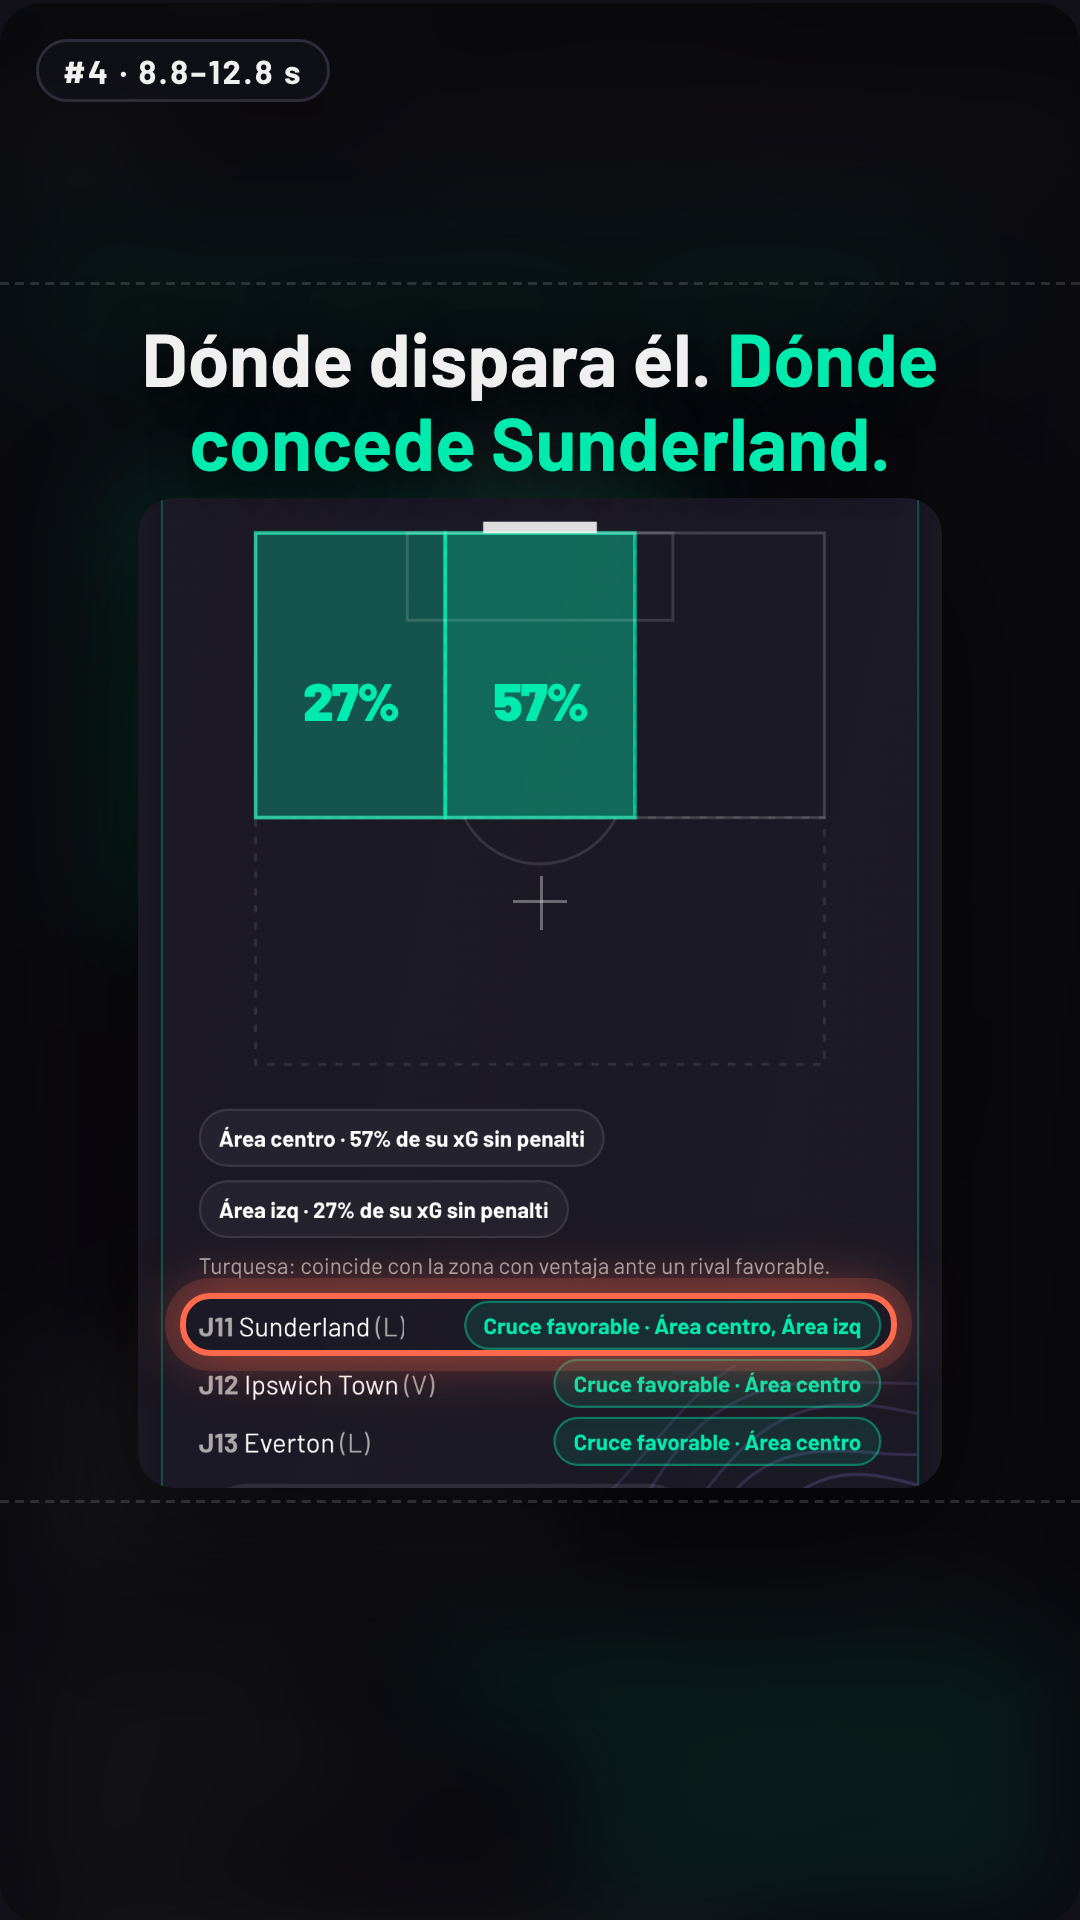 #4 · 8.8–12.8 s
Dónde dispara él. Dónde
concede Sunderland.
27%
57%
Área centro · 57% de su xG sin penalti
Área izq · 27% de su xG sin penalti
Turquesa: coincide con la zona con ventaja ante un rival favorable.
J11 Sunderland (L) Cruce favorable · Área centro, Área izq
J12 Ipswich Town (V) Cruce favorable · Área centro
J13 Everton (L) Cruce favorable · Área centro